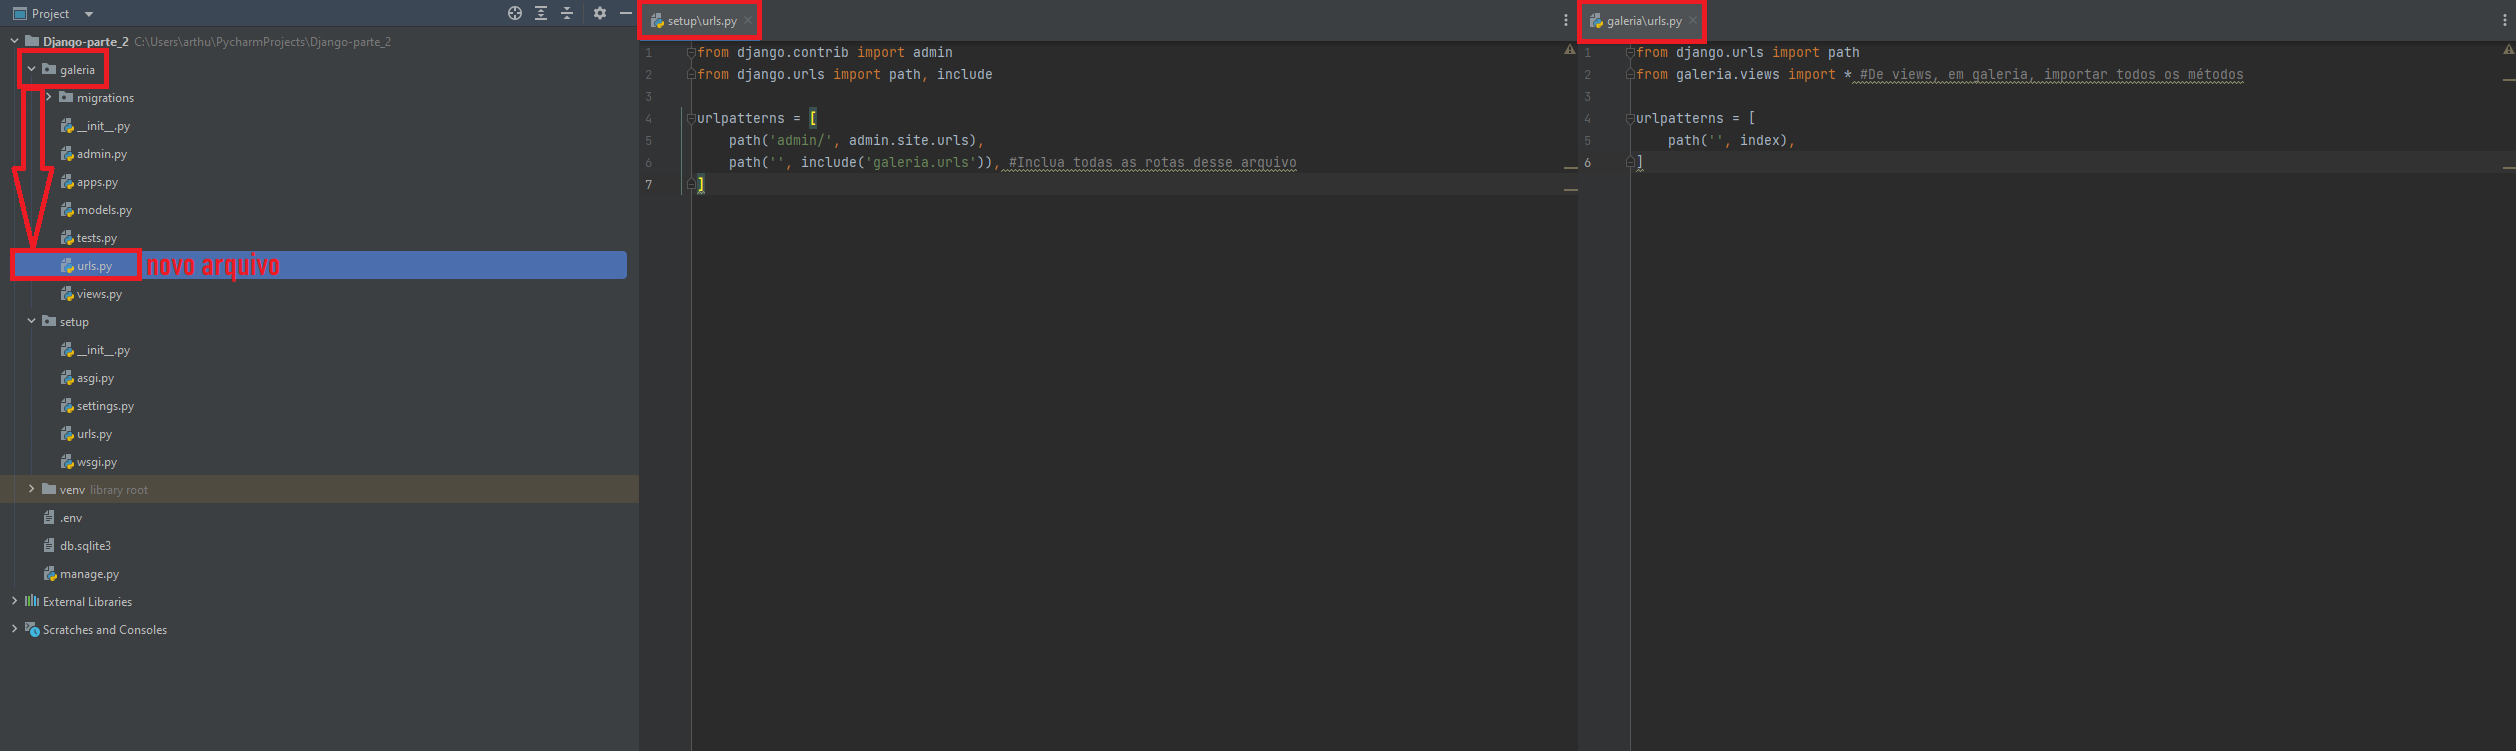 Project
Django-parte_2 C:\Users\arthu\PycharmProjects\Django-parte_2
galeria
migrations
__init__.py
admin.py
apps.py
models.py
tests.py
urls.py novo arquivo
views.py
setup
__init__.py
asgi.py
settings.py
urls.py
wsgi.py
venv library root
.env
db.sqlite3
manage.py
External Libraries
Scratches and Consoles
setup\urls.py
1 from django.contrib import admin
2 from django.urls import path, include
3
4 urlpatterns = [
5 path('admin/', admin.site.urls),
6 path('', include('galeria.urls')), #Inclua todas as rotas desse arquivo
7 ]
galeria\urls.py
1 from django.urls import path
2 from galeria.views import * #De views, em galeria, importar todos os métodos
3
4 urlpatterns = [
5 path('', index),
6 ]